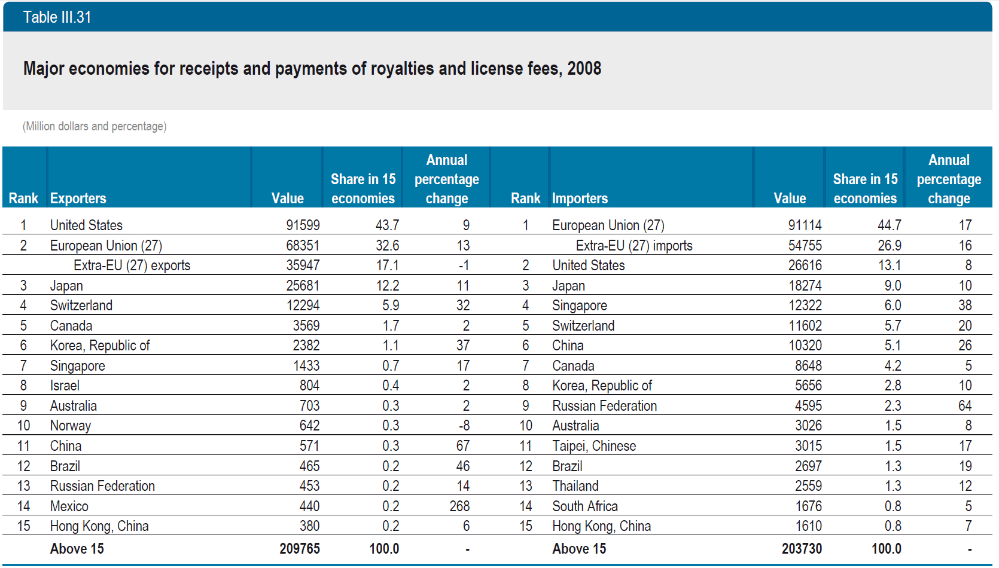 Table III.31
Major economies for receipts and payments of royalties and license fees, 2008
(Million dollars and percentage)
Rank Exporters Value Share in 15 economies Annual percentage change Rank Importers Value Share in 15 economies Annual percentage change
1 United States 91599 43.7 9 1 European Union (27) 91114 44.7 17
2 European Union (27) 68351 32.6 13 Extra-EU (27) imports 54755 26.9 16
Extra-EU (27) exports 35947 17.1 -1 2 United States 26616 13.1 8
3 Japan 25681 12.2 11 3 Japan 18274 9.0 10
4 Switzerland 12294 5.9 32 4 Singapore 12322 6.0 38
5 Canada 3569 1.7 2 5 Switzerland 11602 5.7 20
6 Korea, Republic of 2382 1.1 37 6 China 10320 5.1 26
7 Singapore 1433 0.7 17 7 Canada 8648 4.2 5
8 Israel 804 0.4 2 8 Korea, Republic of 5656 2.8 10
9 Australia 703 0.3 2 9 Russian Federation 4595 2.3 64
10 Norway 642 0.3 -8 10 Australia 3026 1.5 8
11 China 571 0.3 67 11 Taipei, Chinese 3015 1.5 17
12 Brazil 465 0.2 46 12 Brazil 2697 1.3 19
13 Russian Federation 453 0.2 14 13 Thailand 2559 1.3 12
14 Mexico 440 0.2 268 14 South Africa 1676 0.8 5
15 Hong Kong, China 380 0.2 6 15 Hong Kong, China 1610 0.8 7
Above 15 209765 100.0 - Above 15 203730 100.0 -